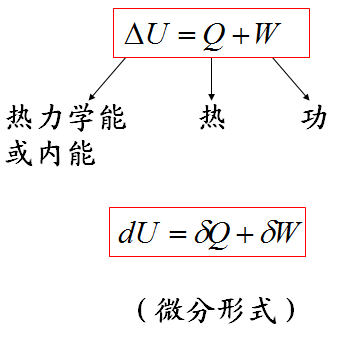 ΔU = Q + W
热力学能 热 功
或内能
dU = δQ + δW
（微分形式）